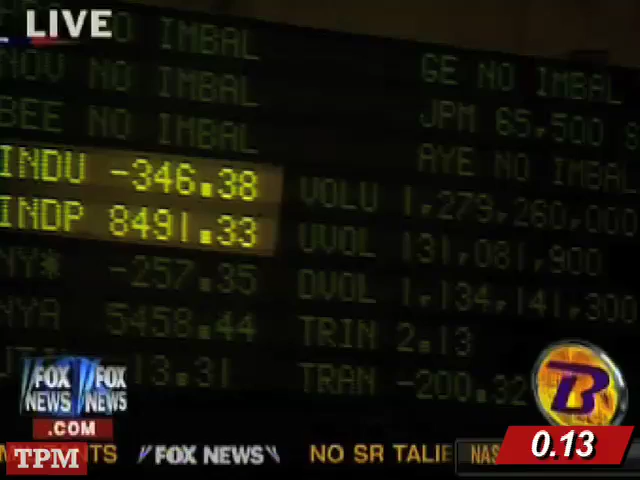 LIVE
NO IMBAL
NOV NO IMBAL
BEE NO IMBAL
INDU -346.38
INDP 8491.33
NY* -257.35
NYA 5458.44
13.31
GE NO IMBAL
JPM 65,500
AYE NO IMBAL
VOLU 1,279,260,000
UVOL 131,081,900
DVOL 1,134,141,300
TRIN 2.13
TRAN -200.32
FOX NEWS FOX NEWS
.COM
B
TPM
FOX NEWS NO SR TALIE NAS
0.13